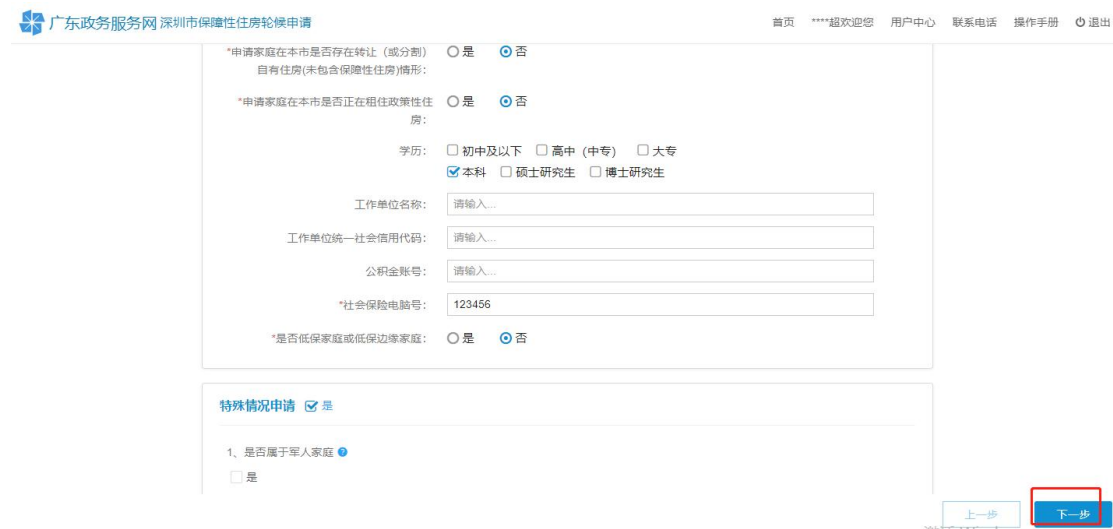 广东政务服务网 深圳市保障性住房轮候申请 首页 ****超欢迎您 用户中心 联系电话 操作手册 退出
*申请家庭在本市是否存在转让（或分割） 是 否
自有住房(未包含保障性住房)情形：
*申请家庭在本市是否正在租住政策性住 是 否
房：
学历： 初中及以下 高中（中专） 大专
本科 硕士研究生 博士研究生
工作单位名称： 请输入...
工作单位统一社会信用代码： 请输入...
公积金账号： 请输入...
*社会保险电脑号： 123456
*是否低保家庭或低保边缘家庭： 是 否
特殊情况申请 是
1、是否属于军人家庭 ?
是
上一步 下一步